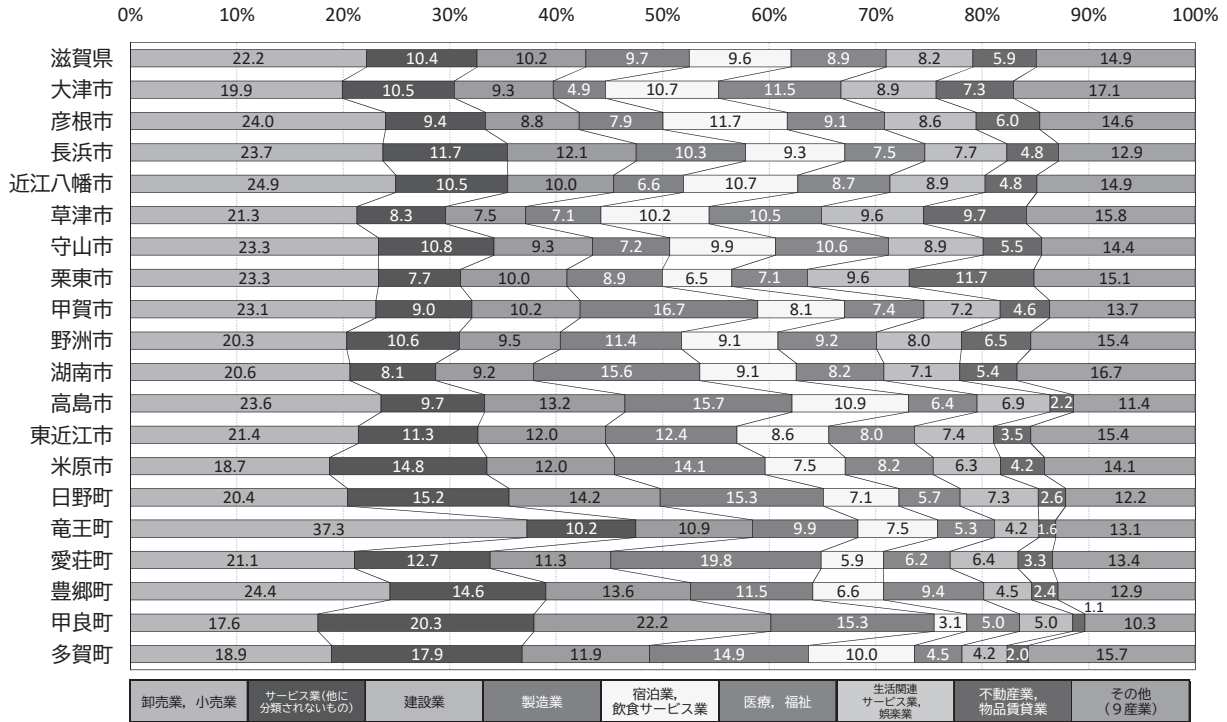 0% 10% 20% 30% 40% 50% 60% 70% 80% 90% 100%
滋賀県 22.2 10.4 10.2 9.7 9.6 8.9 8.2 5.9 14.9
大津市 19.9 10.5 9.3 4.9 10.7 11.5 8.9 7.3 17.1
彦根市 24.0 9.4 8.8 7.9 11.7 9.1 8.6 6.0 14.6
長浜市 23.7 11.7 12.1 10.3 9.3 7.5 7.7 4.8 12.9
近江八幡市 24.9 10.5 10.0 6.6 10.7 8.7 8.9 4.8 14.9
草津市 21.3 8.3 7.5 7.1 10.2 10.5 9.6 9.7 15.8
守山市 23.3 10.8 9.3 7.2 9.9 10.6 8.9 5.5 14.4
栗東市 23.3 7.7 10.0 8.9 6.5 7.1 9.6 11.7 15.1
甲賀市 23.1 9.0 10.2 16.7 8.1 7.4 7.2 4.6 13.7
野洲市 20.3 10.6 9.5 11.4 9.1 9.2 8.0 6.5 15.4
湖南市 20.6 8.1 9.2 15.6 9.1 8.2 7.1 5.4 16.7
高島市 23.6 9.7 13.2 15.7 10.9 6.4 6.9 2.2 11.4
東近江市 21.4 11.3 12.0 12.4 8.6 8.0 7.4 3.5 15.4
米原市 18.7 14.8 12.0 14.1 7.5 8.2 6.3 4.2 14.1
日野町 20.4 15.2 14.2 15.3 7.1 5.7 7.3 2.6 12.2
竜王町 37.3 10.2 10.9 9.9 7.5 5.3 4.2 1.6 13.1
愛荘町 21.1 12.7 11.3 19.8 5.9 6.2 6.4 3.3 13.4
豊郷町 24.4 14.6 13.6 11.5 6.6 9.4 4.5 2.4 12.9
甲良町 17.6 20.3 22.2 15.3 3.1 5.0 5.0 1.1 10.3
多賀町 18.9 17.9 11.9 14.9 10.0 4.5 4.2 2.0 15.7
卸売業，小売業
サービス業(他に
分類されないもの)
建設業
製造業
宿泊業，
飲食サービス業
医療，福祉
生活関連
サービス業，
娯楽業
不動産業，
物品賃貸業
その他
（９産業）